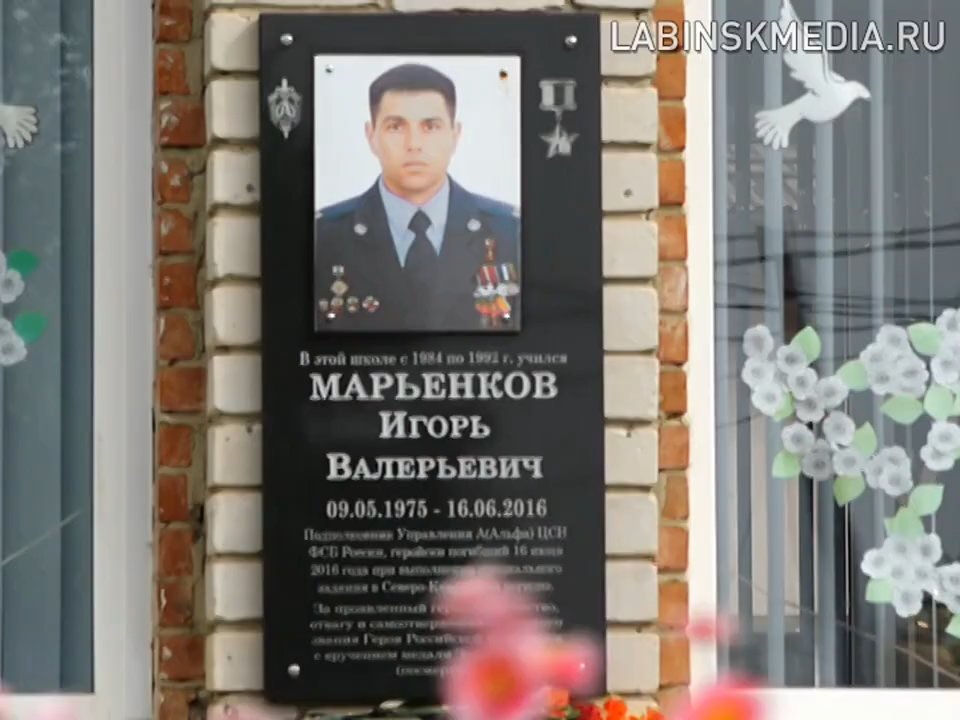 LABINSKMEDIA.RU
В этой школе с 1984 по 1992 г. учился
МАРЬЕНКОВ
ИГОРЬ
ВАЛЕРЬЕВИЧ
09.05.1975 - 16.06.2016
Подполковник Управления А(Альфа) ЦСН
ФСБ России, геройски погибший 16 июня
2016 года при выполнении специального
задания в Северо-
За проявленный
отвагу и
звания Героя Российской
с вручением медали